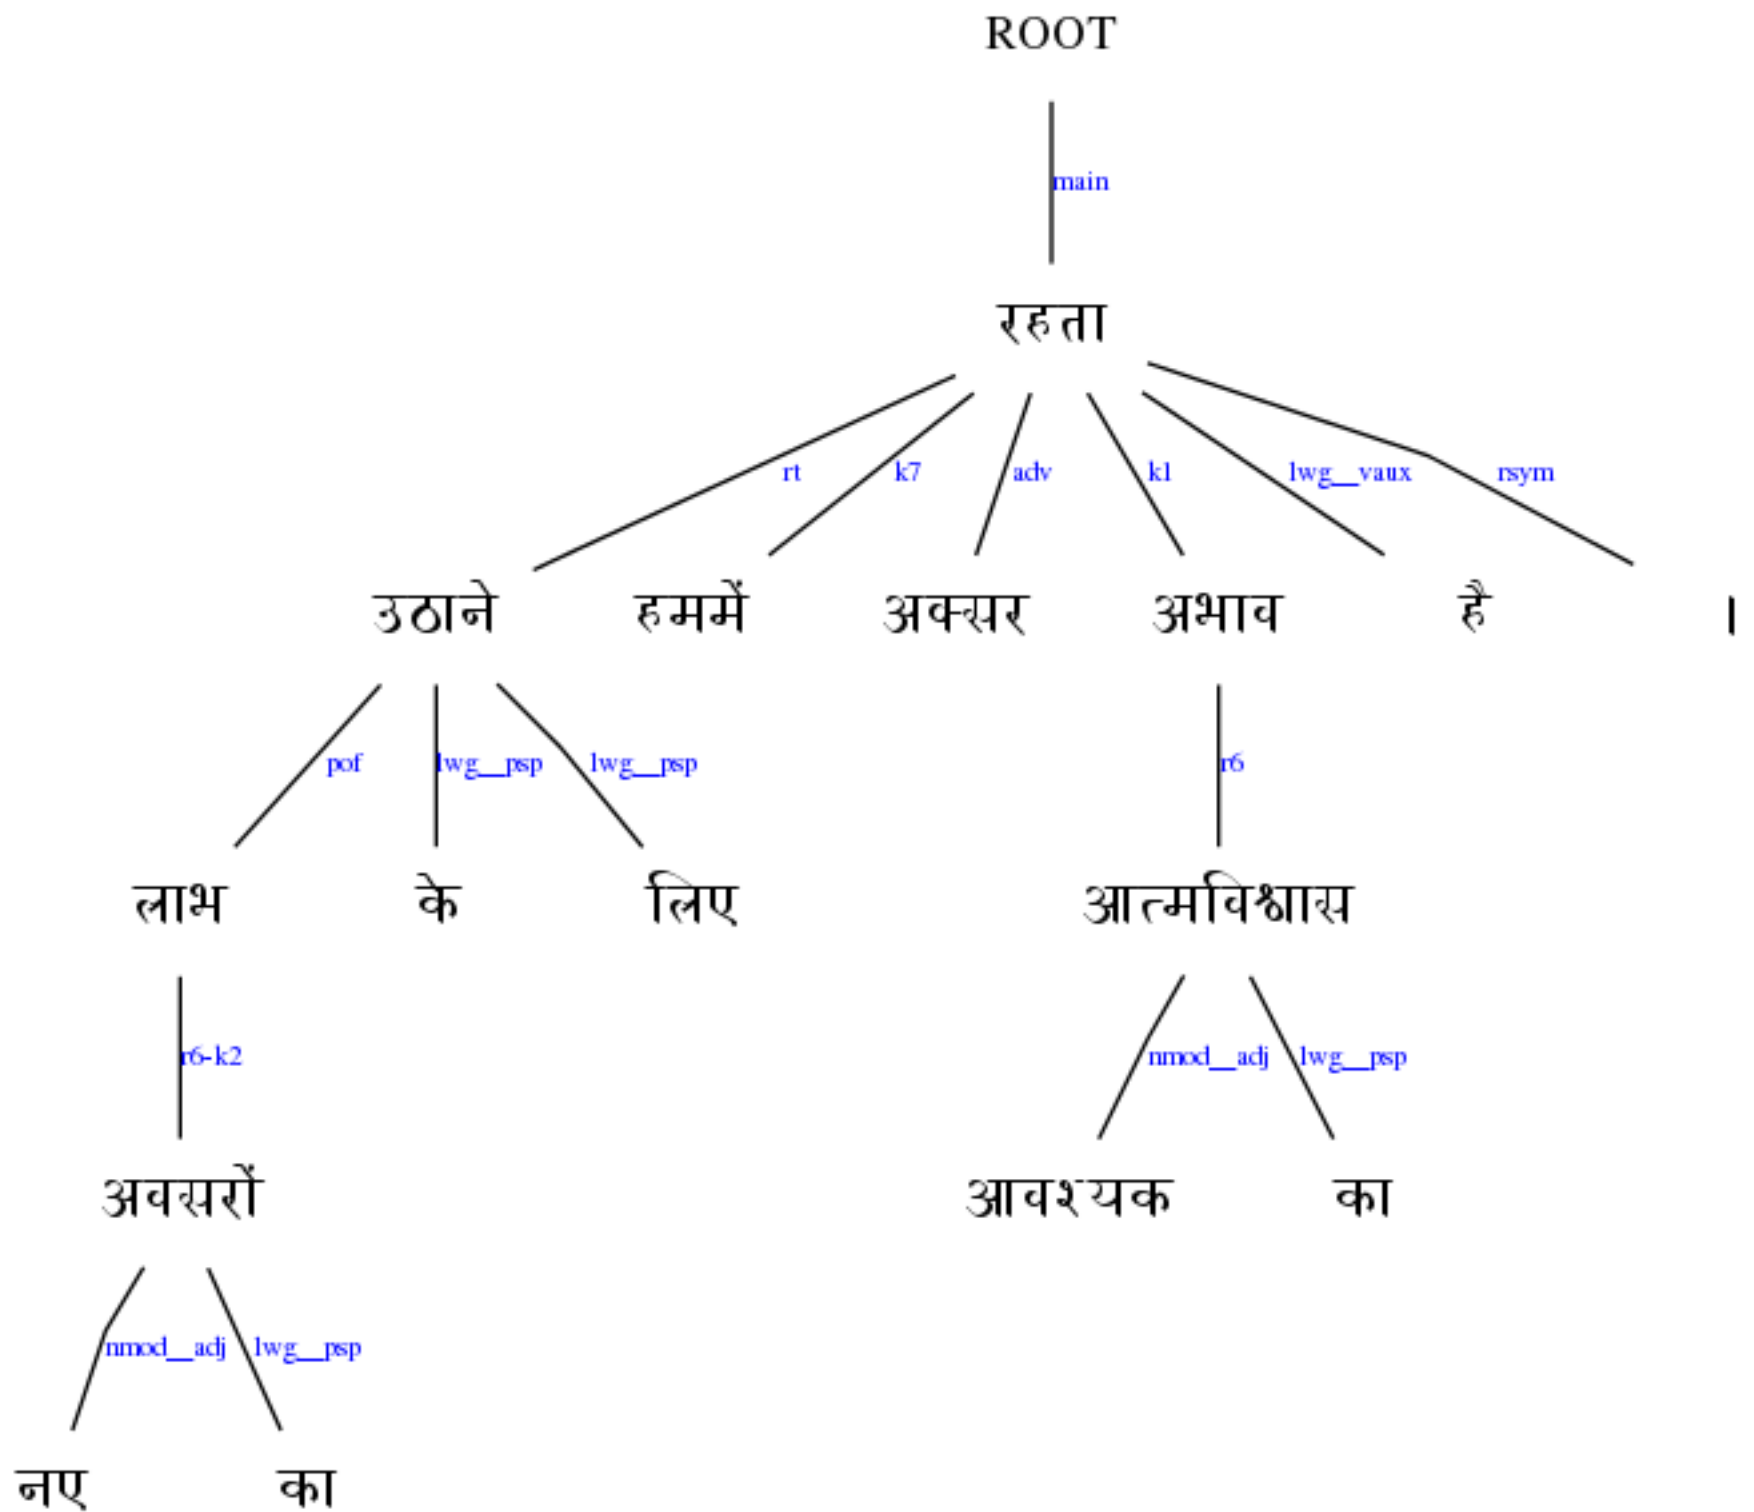 ROOT
main
रहता
rt k7 adv k1 lwg__vaux rsym
उठाने हममें अक्सर अभाव है ।
pof lwg__psp lwg__psp r6
लाभ के लिए आत्मविश्वास
r6-k2 nmod__adj lwg__psp
अवसरों आवश्यक का
nmod__adj lwg__psp
नए का